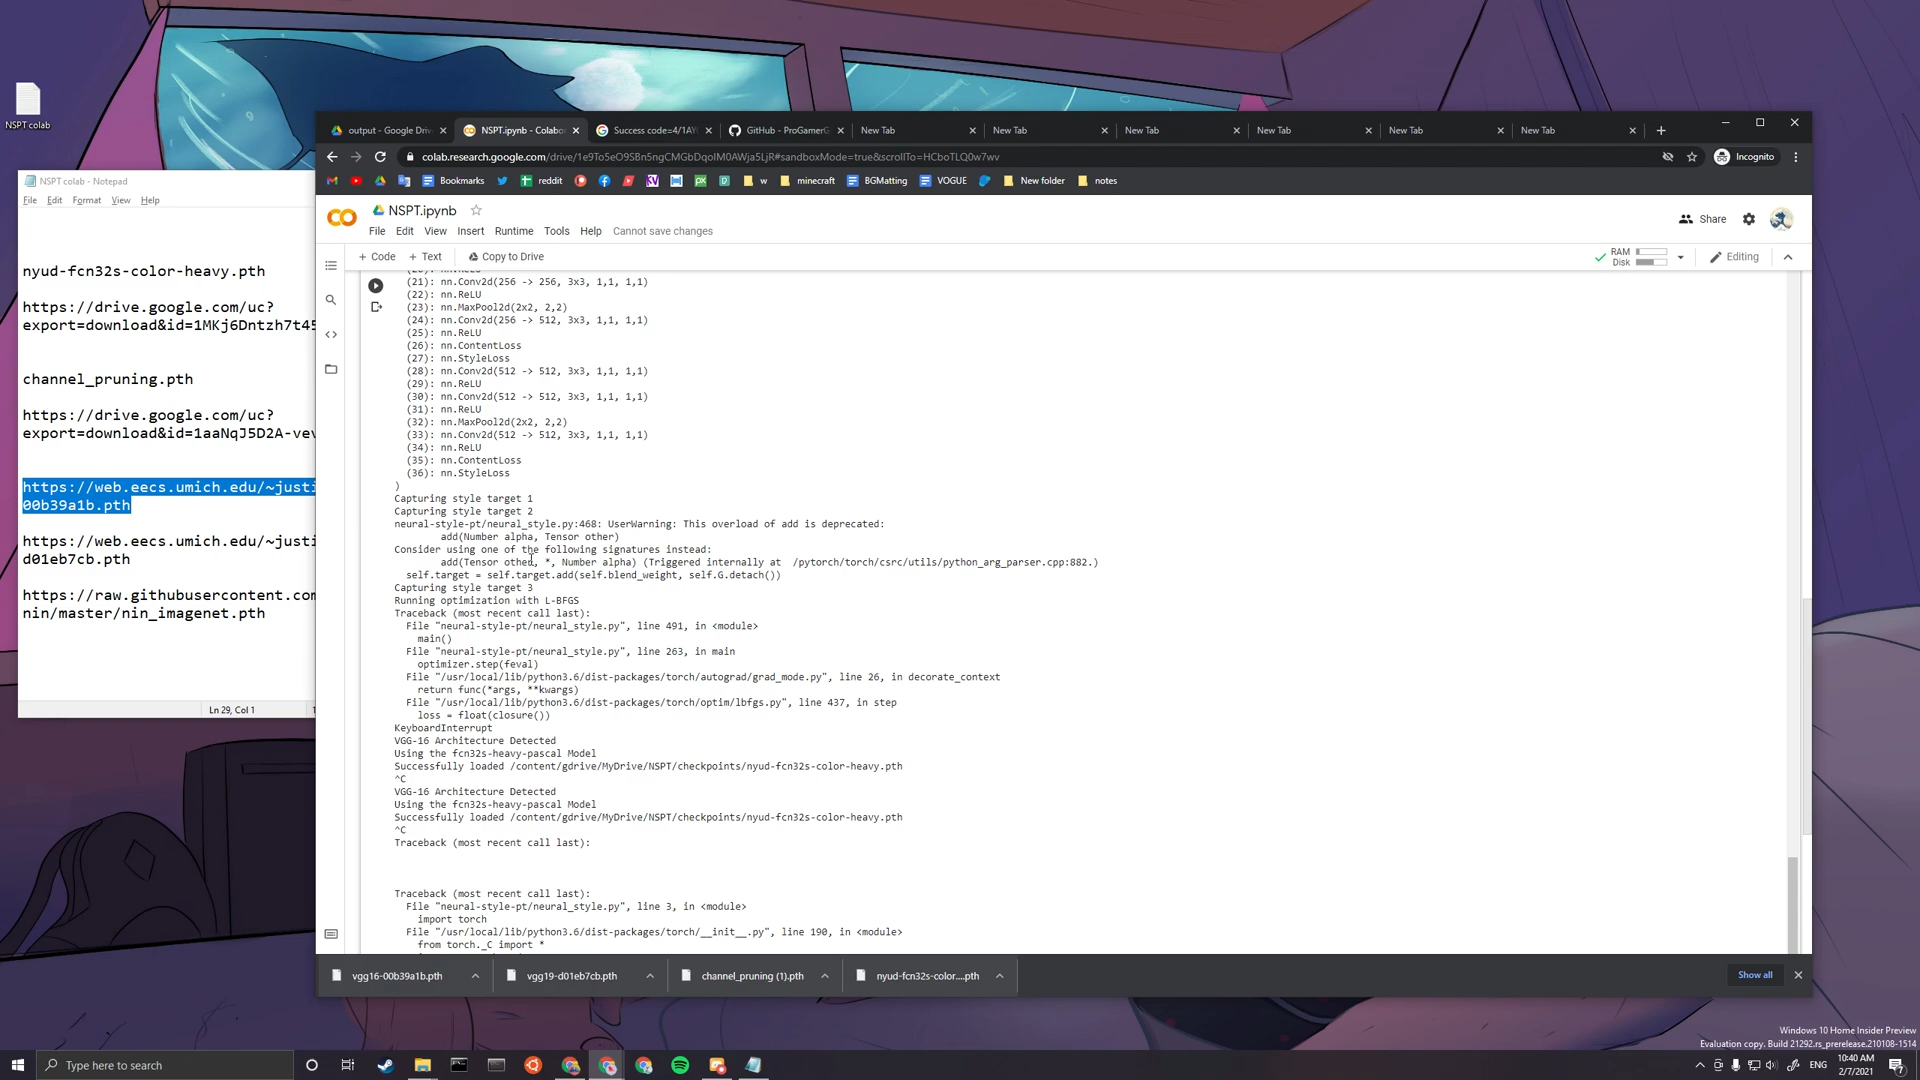 NSPT colab
NSPT colab - Notepad
File Edit Format View Help
nyud-fcn32s-color-heavy.pth
https://drive.google.com/uc?
export=download&id=1MKj6Dntzh7t45
channel_pruning.pth
https://drive.google.com/uc?
export=download&id=1aaNqJ5D2A-vev
https://web.eecs.umich.edu/~justi
00b39a1b.pth
https://web.eecs.umich.edu/~justi
d01eb7cb.pth
https://raw.githubusercontent.com
nin/master/nin_imagenet.pth
Ln 29, Col 1
output - Google Driv NSPT.ipynb - Colabo Success code=4/1AY GitHub - ProGamerG New Tab New Tab New Tab New Tab New Tab New Tab
colab.research.google.com/drive/1e9To5eO9SBn5ngCMGbDqoIM0AWja5LjR#sandboxMode=true&scrollTo=HCboTLQ0w7wv Incognito
Bookmarks reddit w minecraft BGMatting VOGUE New folder notes
NSPT.ipynb
File Edit View Insert Runtime Tools Help Cannot save changes
Share
+ Code + Text Copy to Drive
RAM
Disk
Editing
(21): nn.Conv2d(256 -> 256, 3x3, 1,1, 1,1)
(22): nn.ReLU
(23): nn.MaxPool2d(2x2, 2,2)
(24): nn.Conv2d(256 -> 512, 3x3, 1,1, 1,1)
(25): nn.ReLU
(26): nn.ContentLoss
(27): nn.StyleLoss
(28): nn.Conv2d(512 -> 512, 3x3, 1,1, 1,1)
(29): nn.ReLU
(30): nn.Conv2d(512 -> 512, 3x3, 1,1, 1,1)
(31): nn.ReLU
(32): nn.MaxPool2d(2x2, 2,2)
(33): nn.Conv2d(512 -> 512, 3x3, 1,1, 1,1)
(34): nn.ReLU
(35): nn.ContentLoss
(36): nn.StyleLoss
)
Capturing style target 1
Capturing style target 2
neural-style-pt/neural_style.py:468: UserWarning: This overload of add is deprecated:
add(Number alpha, Tensor other)
Consider using one of the following signatures instead:
add(Tensor other, *, Number alpha) (Triggered internally at /pytorch/torch/csrc/utils/python_arg_parser.cpp:882.)
self.target = self.target.add(self.blend_weight, self.G.detach())
Capturing style target 3
Running optimization with L-BFGS
Traceback (most recent call last):
File "neural-style-pt/neural_style.py", line 491, in <module>
main()
File "neural-style-pt/neural_style.py", line 263, in main
optimizer.step(feval)
File "/usr/local/lib/python3.6/dist-packages/torch/autograd/grad_mode.py", line 26, in decorate_context
return func(*args, **kwargs)
File "/usr/local/lib/python3.6/dist-packages/torch/optim/lbfgs.py", line 437, in step
loss = float(closure())
KeyboardInterrupt
VGG-16 Architecture Detected
Using the fcn32s-heavy-pascal Model
Successfully loaded /content/gdrive/MyDrive/NSPT/checkpoints/nyud-fcn32s-color-heavy.pth
^C
VGG-16 Architecture Detected
Using the fcn32s-heavy-pascal Model
Successfully loaded /content/gdrive/MyDrive/NSPT/checkpoints/nyud-fcn32s-color-heavy.pth
^C
Traceback (most recent call last):
Traceback (most recent call last):
File "neural-style-pt/neural_style.py", line 3, in <module>
import torch
File "/usr/local/lib/python3.6/dist-packages/torch/__init__.py", line 190, in <module>
from torch._C import *
vgg16-00b39a1b.pth vgg19-d01eb7cb.pth channel_pruning (1).pth nyud-fcn32s-color....pth Show all
Windows 10 Home Insider Preview
Evaluation copy. Build 21292.rs_prerelease.210108-1514
Type here to search
ENG
10:40 AM
2/7/2021